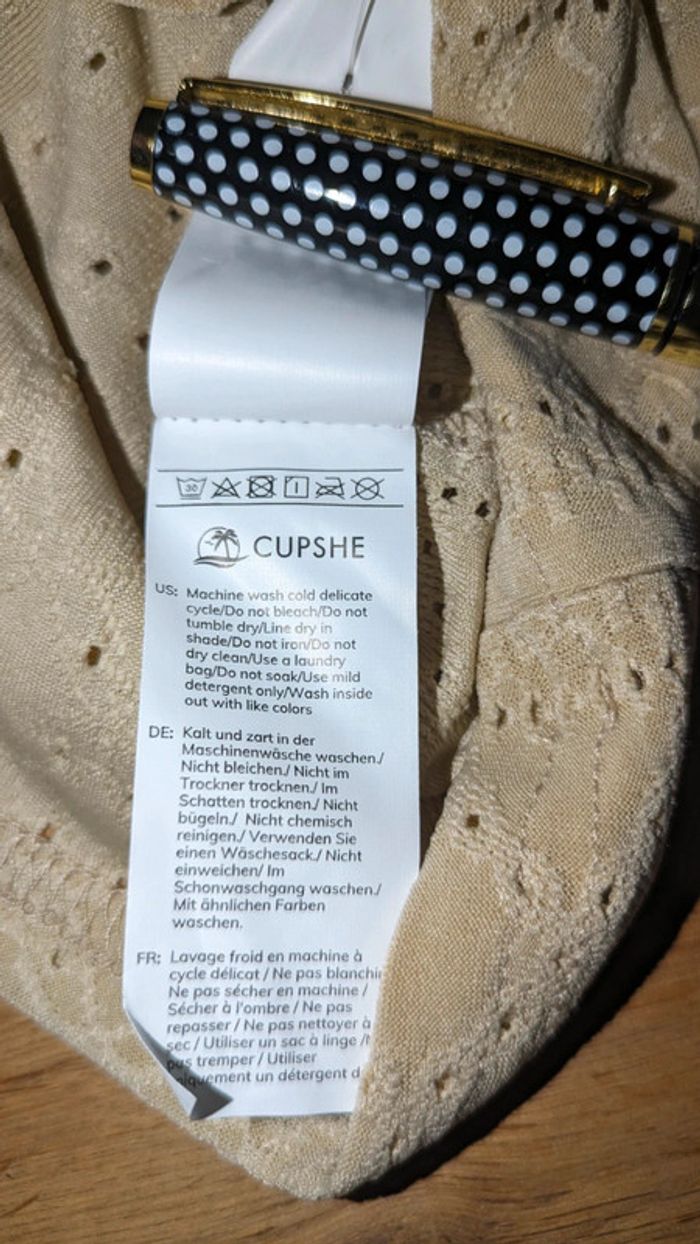 30
CUPSHE
US: Machine wash cold delicate
cycle/Do not bleach/Do not
tumble dry/Line dry in
shade/Do not iron/Do not
dry clean/Use a laundry
bag/Do not soak/Use mild
detergent only/Wash inside
out with like colors
DE: Kalt und zart in der
Maschinenwäsche waschen./
Nicht bleichen./ Nicht im
Trockner trocknen./ Im
Schatten trocknen./ Nicht
bügeln./ Nicht chemisch
reinigen./ Verwenden Sie
einen Wäschesack./ Nicht
einweichen/ Im
Schonwaschgang waschen./
Mit ähnlichen Farben
waschen.
FR: Lavage froid en machine à
cycle délicat / Ne pas blanchir
Ne pas sécher en machine /
Sécher à l'ombre / Ne pas
repasser / Ne pas nettoyer à
sec / Utiliser un sac à linge /
pas tremper / Utiliser
un détergent